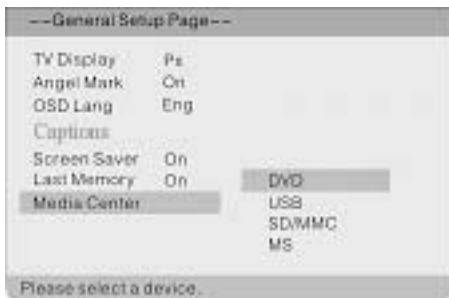 --General Setup Page--
TV Display Ps
Angel Mark On
OSD Lang Eng
Captions
Screen Saver On
Last Memory On
Media Center
DVD
USB
SD/MMC
MS
Please select a device.